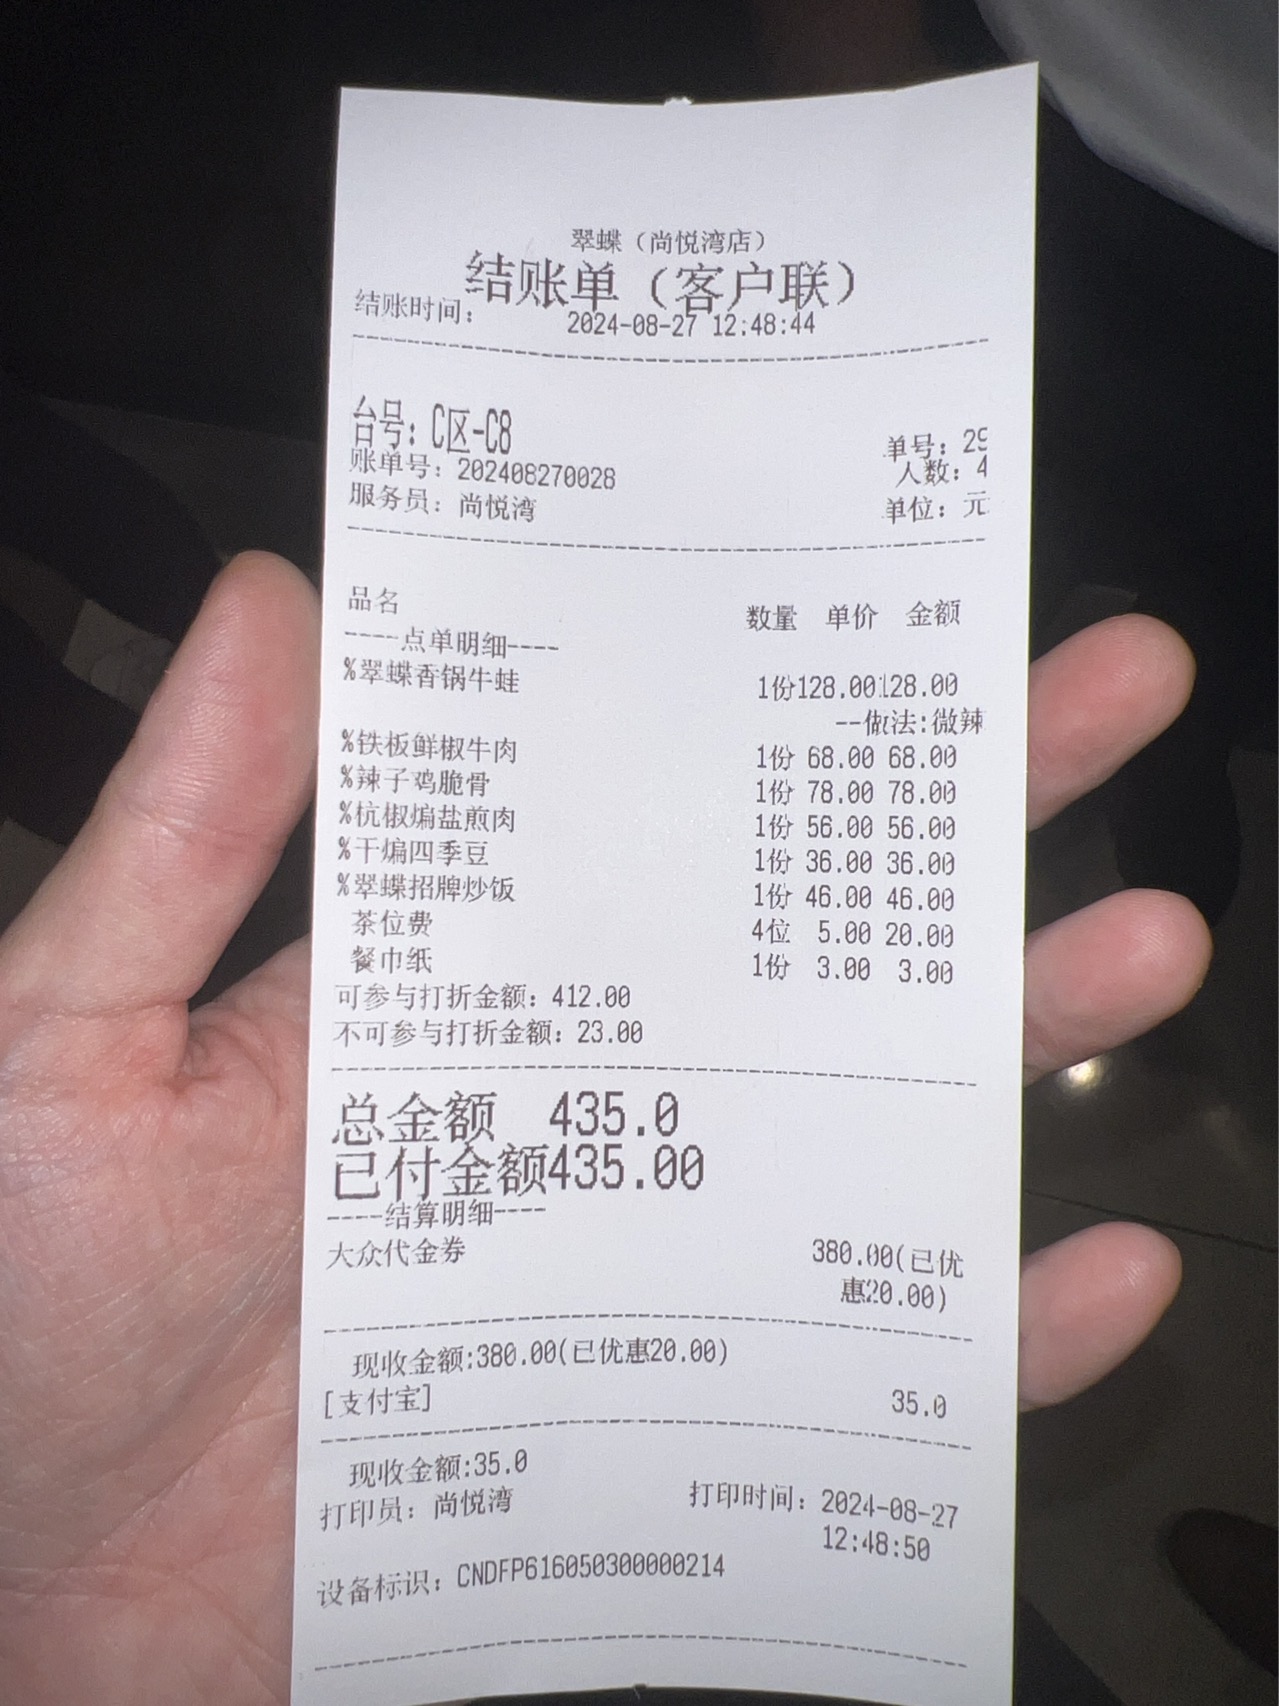 翠蝶（尚悦湾店）
结账单（客户联）
结账时间： 2024-08-27 12:48:44
台号：C区-C8
单号：29
账单号：202408270028
人数：4
服务员：尚悦湾
单位：元
品名 数量 单价 金额
----点单明细----
%翠蝶香锅牛蛙 1份128.00128.00
--做法:微辣
%铁板鲜椒牛肉 1份 68.00 68.00
%辣子鸡脆骨 1份 78.00 78.00
%杭椒煸盐煎肉 1份 56.00 56.00
%干煸四季豆 1份 36.00 36.00
%翠蝶招牌炒饭 1份 46.00 46.00
茶位费 4位 5.00 20.00
餐巾纸 1份 3.00 3.00
可参与打折金额：412.00
不可参与打折金额：23.00
总金额 435.0
已付金额435.00
----结算明细----
大众代金券 380.00(已优
惠20.00)
现收金额:380.00(已优惠20.00)
[支付宝] 35.0
现收金额:35.0
打印员：尚悦湾 打印时间：2024-08-27
12:48:50
设备标识：CNDFP616050300000214